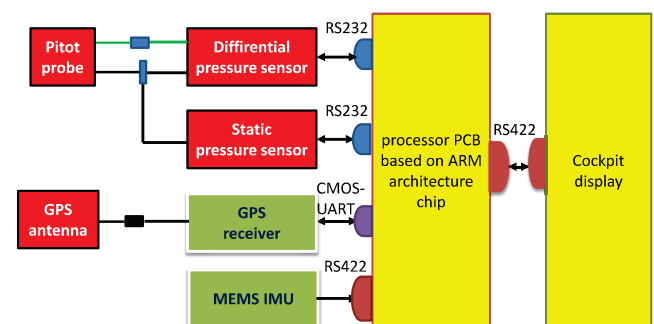 RS232
Pitot
probe
Diffirential
pressure sensor
RS232
Static
pressure sensor
processor PCB
based on ARM
architecture
chip
RS422
Cockpit
display
CMOS-
UART
GPS
antenna
GPS
receiver
RS422
MEMS IMU